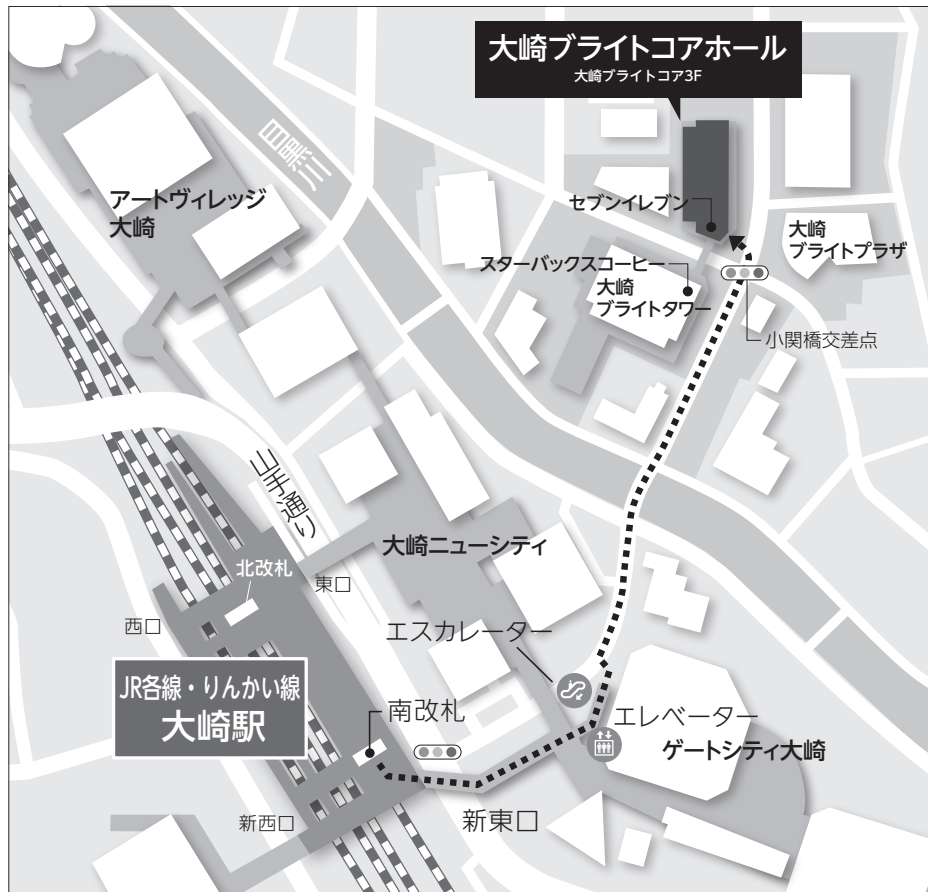 大崎ブライトコアホール
大崎ブライトコア3F
目黒川
アートヴィレッジ
大崎
セブンイレブン
大崎
ブライトプラザ
スターバックスコーヒー
大崎
ブライトタワー
小関橋交差点
山手通り
大崎ニューシティ
北改札
東口
西口
エスカレーター
JR各線・りんかい線
大崎駅
南改札
エレベーター
ゲートシティ大崎
新西口
新東口